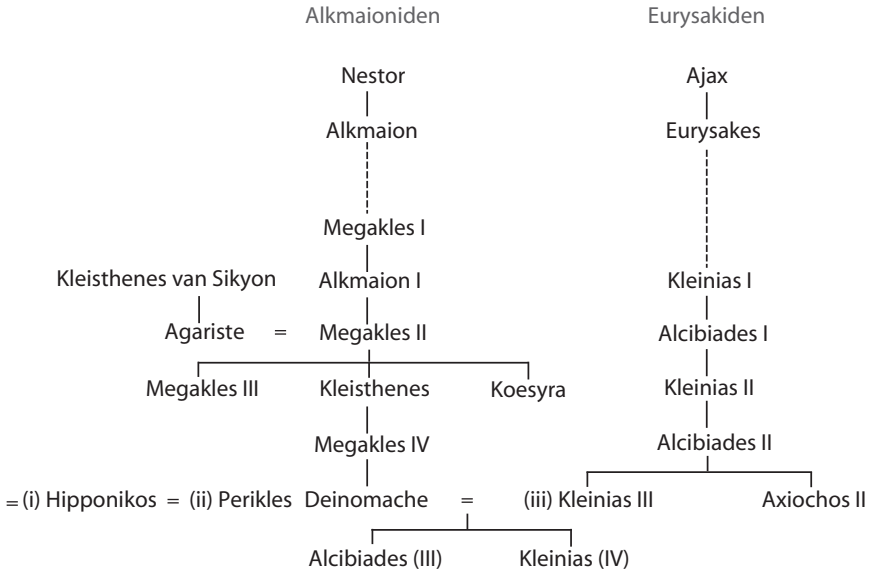 Alkmaioniden Eurysakiden
Nestor Ajax
Alkmaion Eurysakes
Megakles I
Kleisthenes van Sikyon Alkmaion I Kleinias I
Agariste = Megakles II Alcibiades I
Megakles III Kleisthenes Koesyra Kleinias II
Megakles IV Alcibiades II
= (i) Hipponikos = (ii) Perikles Deinomache = (iii) Kleinias III Axiochos II
Alcibiades (III) Kleinias (IV)